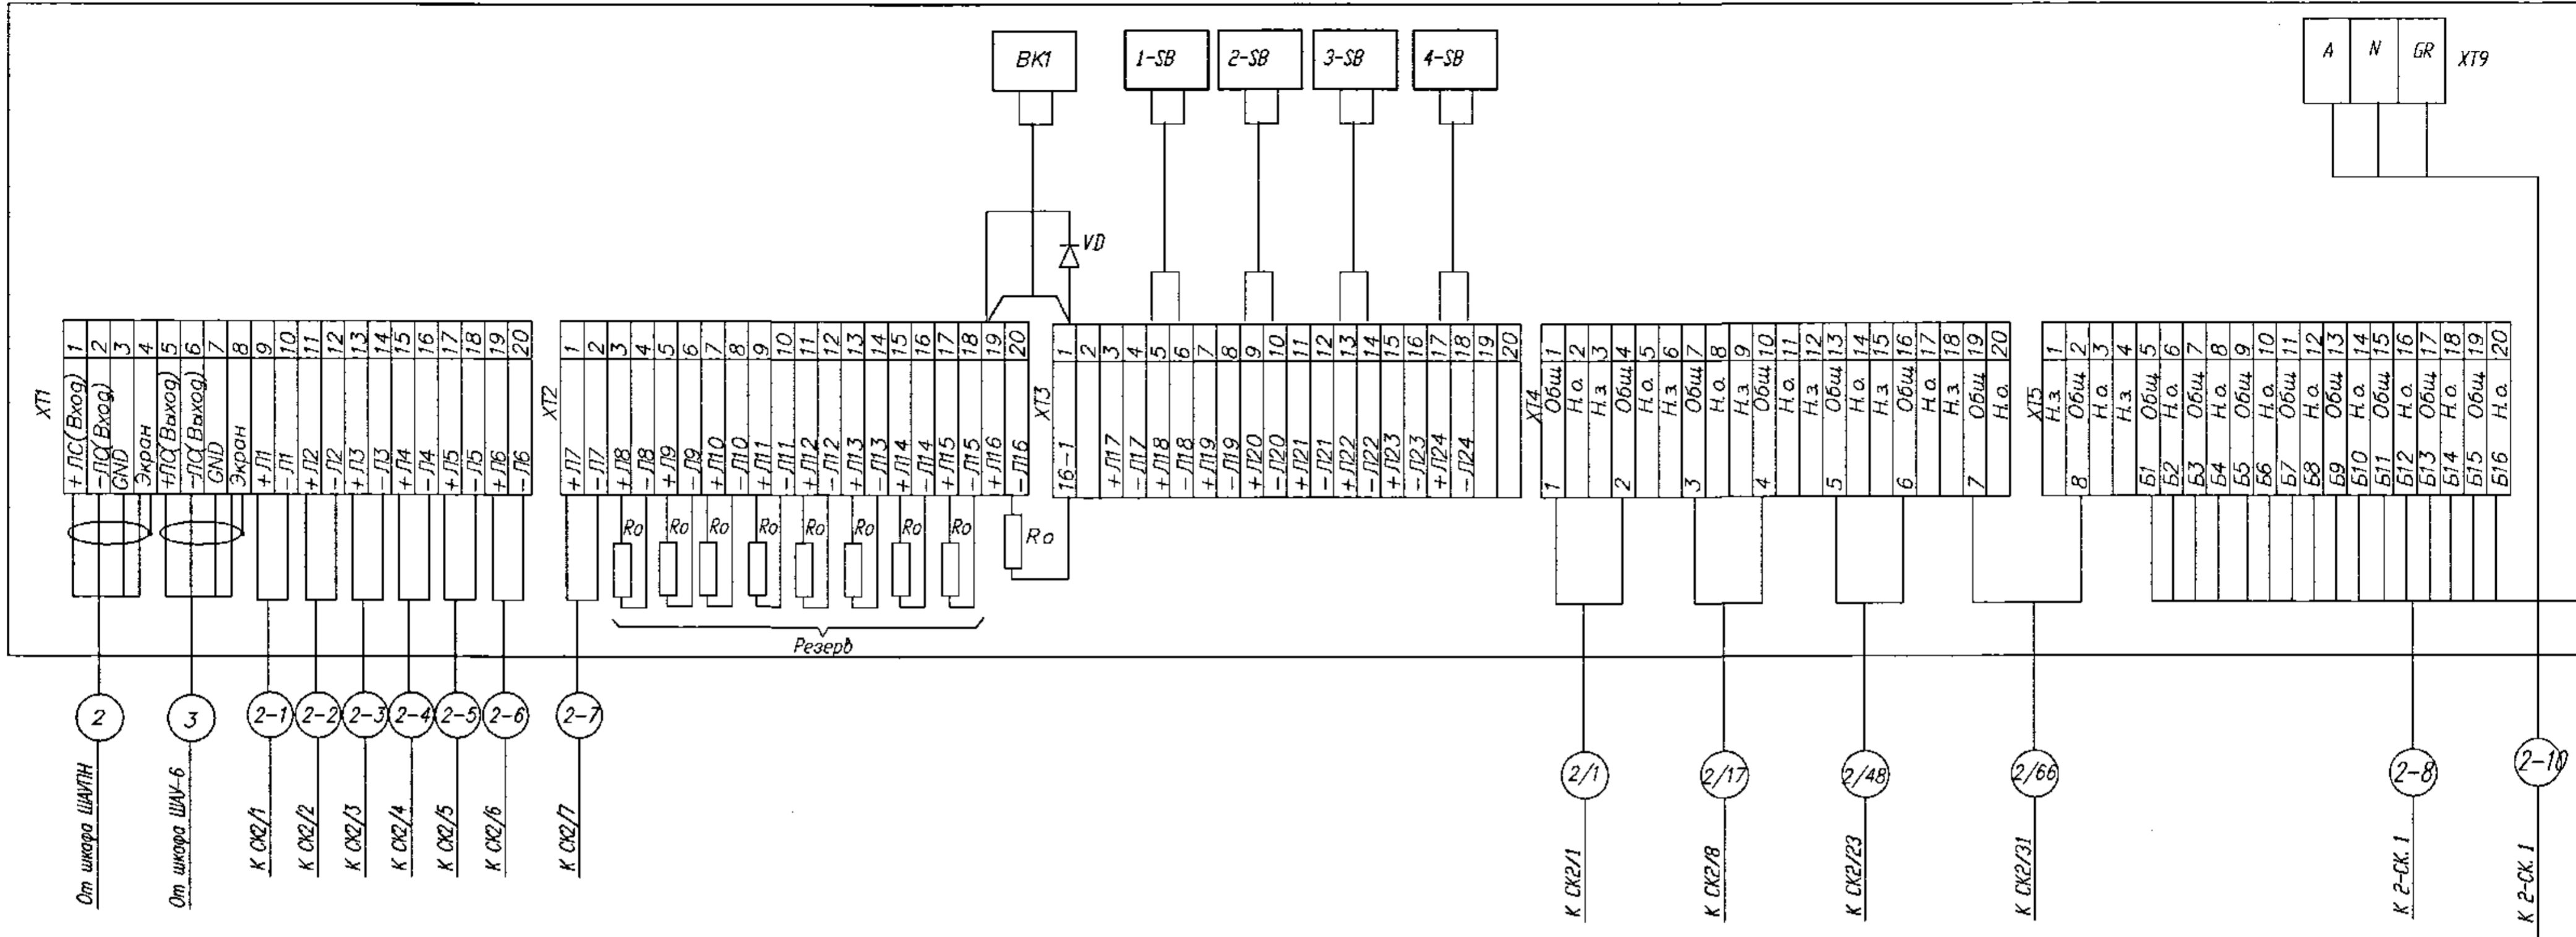 BK1
1-SB
2-SB
3-SB
4-SB
A
N
GR
XT9
VD
XT1
1
2
3
4
5
6
7
8
9
10
11
12
13
14
15
16
17
18
19
20
+ЛС(Вход)
-ЛС(Вход)
GND
Экран
+ЛС(Выход)
-ЛС(Выход)
GND
Экран
+Л1
-Л1
+Л2
-Л2
+Л3
-Л3
+Л4
-Л4
+Л5
-Л5
+Л6
-Л6
XT2
1
2
3
4
5
6
7
8
9
10
11
12
13
14
15
16
17
18
19
20
+Л7
-Л7
+Л8
-Л8
+Л9
-Л9
+Л10
-Л10
+Л11
-Л11
+Л12
-Л12
+Л13
-Л13
+Л14
-Л14
+Л15
-Л15
+Л16
-Л16
XT3
1
2
3
4
5
6
7
8
9
10
11
12
13
14
15
16
17
18
19
20
16-1
+Л17
-Л17
+Л18
-Л18
+Л19
-Л19
+Л20
-Л20
+Л21
-Л21
+Л22
-Л22
+Л23
-Л23
+Л24
-Л24
XT4
1
2
3
4
5
6
7
8
9
10
11
12
13
14
15
16
17
18
19
20
Общ
Н.о.
Н.з
Общ
Н.о.
Н.з
Общ
Н.о.
Н.з
Общ
Н.о.
Н.з
Общ
Н.о.
Н.з
Общ
Н.о.
Н.з
Общ
Н.о.
1
2
3
4
5
6
7
XT5
1
2
3
4
5
6
7
8
9
10
11
12
13
14
15
16
17
18
19
20
Н.з
Общ
Н.о.
Н.з
Общ
Н.о.
Общ
Н.о.
Общ
Н.о.
Общ
Н.о.
Общ
Н.о.
Общ
Н.о.
Общ
Н.о.
Общ
Н.о.
8
Б1
Б2
Б3
Б4
Б5
Б6
Б7
Б8
Б9
Б10
Б11
Б12
Б13
Б14
Б15
Б16
Ro
Ro
Ro
Ro
Ro
Ro
Ro
Ro
Ro
Резерв
2
3
2-1
2-2
2-3
2-4
2-5
2-6
2-7
2/1
2/17
2/48
2/66
2-8
2-10
От шкафа ШАУПН
От шкафа ШАУ-6
К СК2/1
К СК2/2
К СК2/3
К СК2/4
К СК2/5
К СК2/6
К СК2/7
К СК2/1
К СК2/8
К СК2/23
К СК2/31
К 2-СК.1
К 2-СК.1